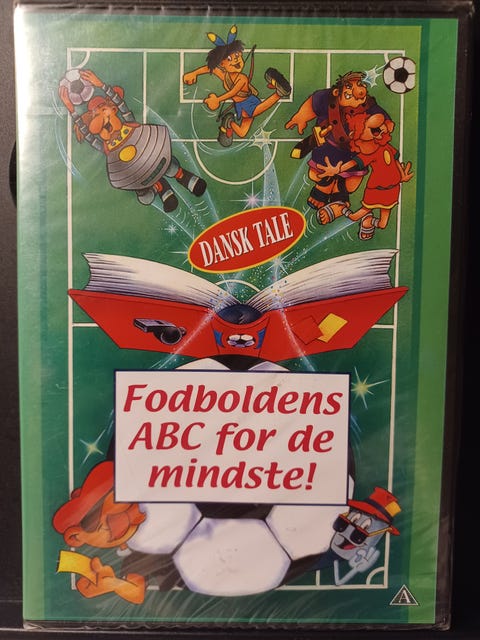 DANSK TALE
Fodboldens
ABC for de
mindste!
A